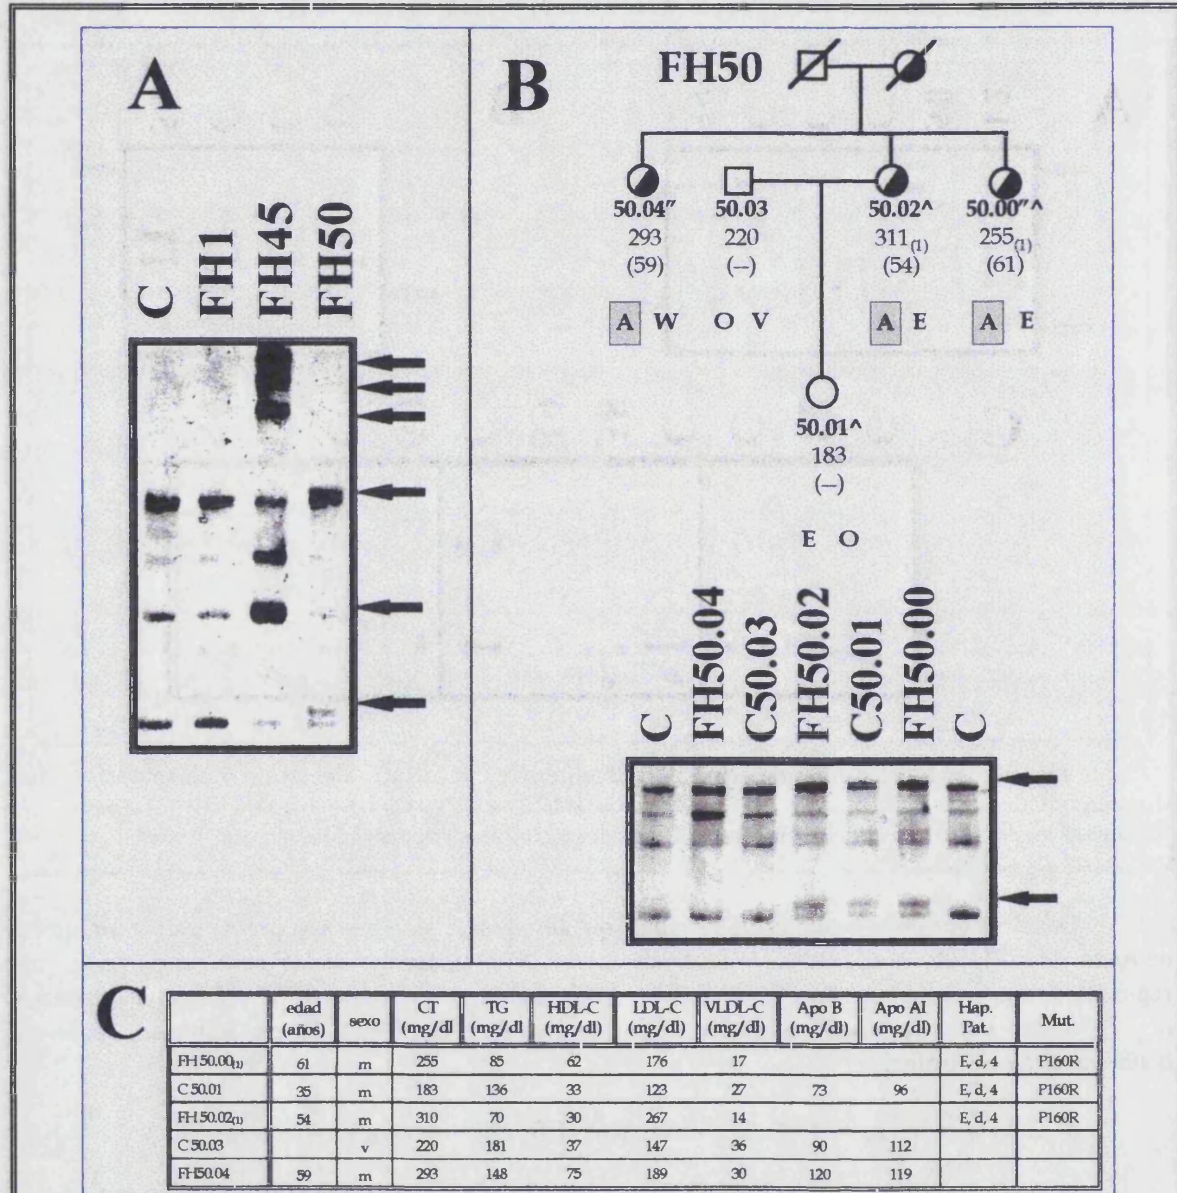 A
C
FH1
FH45
FH50
B
FH50
50.04″ 50.03 50.02^ 50.00″^
293 220 311(1) 255(1)
(59) (--) (54) (61)
A W O V A E A E
50.01^
183
(--)
E O
C
FH50.04
C50.03
FH50.02
C50.01
FH50.00
C
C
edad (años) sexo CT (mg/dl TG (mg/dl HDL-C (mg/dl) LDL-C (mg/dl) VLDL-C (mg/dl) Apo B (mg/dl) Apo AI (mg/dl) Hap. Pat. Mut.
FH50.00(1) 61 m 255 85 62 176 17 E, d, 4 P160R
C 50.01 35 m 183 136 33 123 27 73 96 E, d, 4 P160R
FH 50.02(1) 54 m 310 70 30 267 14 E, d, 4 P160R
C 50.03 v 220 181 37 147 36 90 112
FH50.04 59 m 293 148 75 189 30 120 119